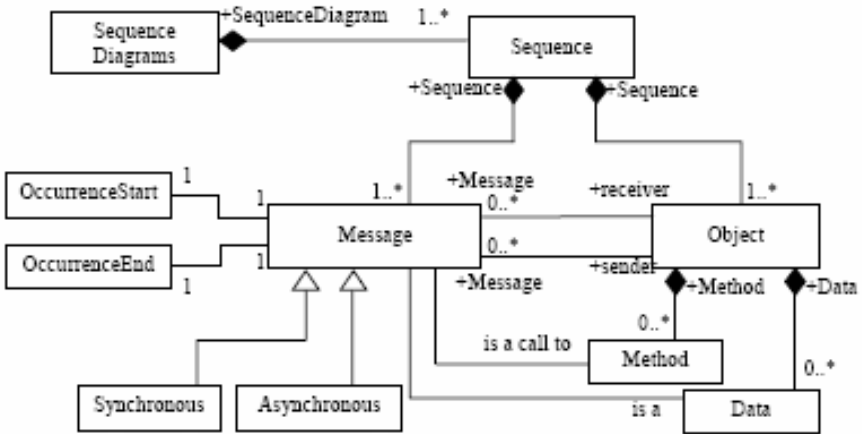 +SequenceDiagram
1..*
Sequence
Diagrams
Sequence
+Sequence
+Sequence
OccurrenceStart
1
1
1..*
+Message
0..*
+receiver
1..*
Message
Object
OccurrenceEnd
1
1
0..*
+Message
+sender
+Method
+Data
0..*
is a call to
Method
0..*
Synchronous
Asynchronous
is a
Data